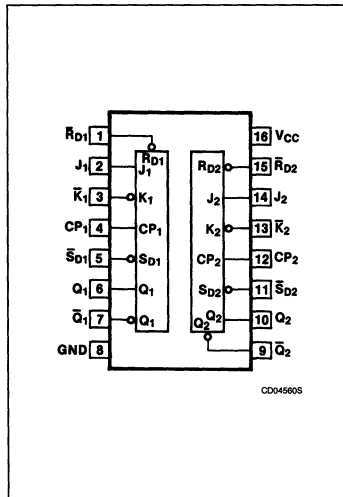 R̄D1 1 16 VCC
RD1 RD2 15 R̄D2
J1 2 J1 J2 14 J2
K̄1 3 K1 K2 13 K̄2
CP1 4 CP1 CP2 12 CP2
S̄D1 5 SD1 SD2 11 S̄D2
Q1 6 Q1 Q2 10 Q2
Q̄1 7 Q1 Q2 9 Q̄2
GND 8
CD04560S